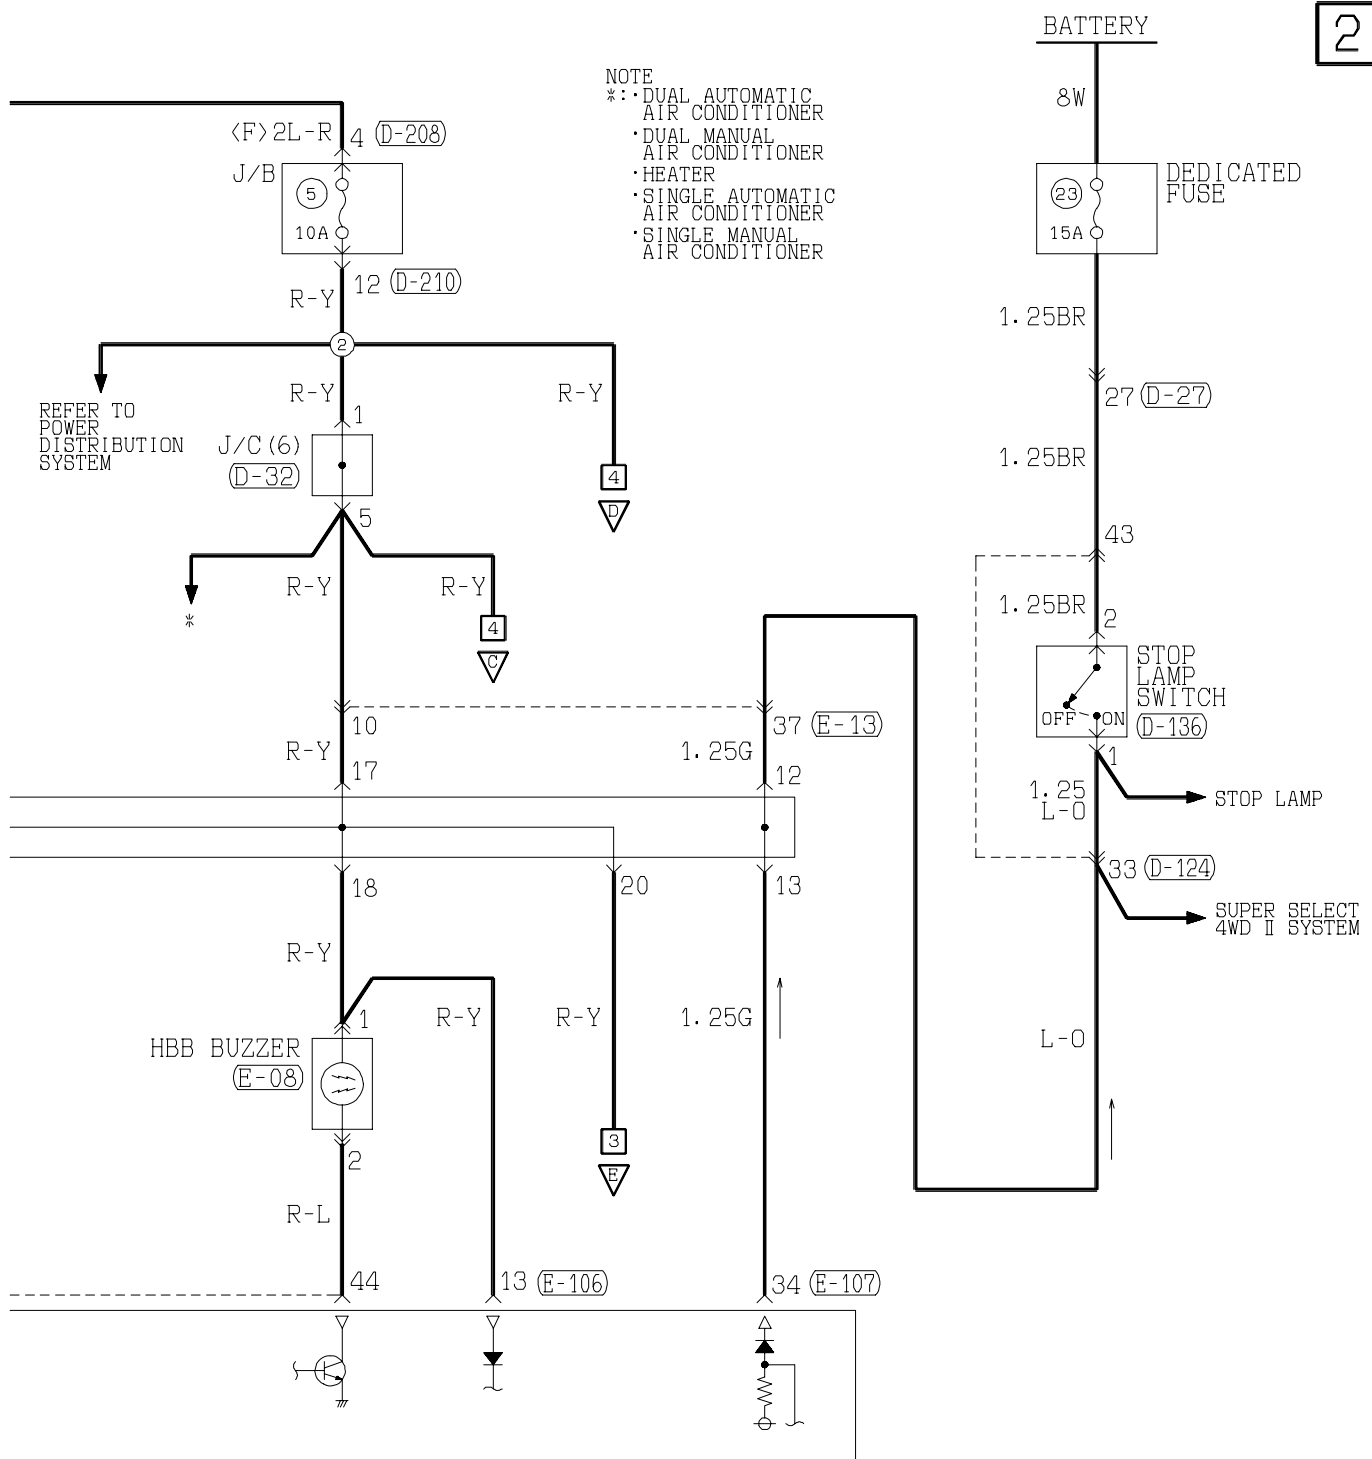 2
BATTERY
8W
NOTE
*:・DUAL AUTOMATIC
AIR CONDITIONER
・DUAL MANUAL
AIR CONDITIONER
・HEATER
・SINGLE AUTOMATIC
AIR CONDITIONER
・SINGLE MANUAL
AIR CONDITIONER
<F>2L-R
4 (D-208)
J/B
5
10A
DEDICATED
FUSE
23
15A
12 (D-210)
R-Y
1.25BR
2
REFER TO
POWER
DISTRIBUTION
SYSTEM
R-Y
R-Y
1
27 (D-27)
J/C(6)
(D-32)
1.25BR
4
D
5
43
R-Y
R-Y
*
4
C
1.25BR
2
STOP
LAMP
SWITCH
(D-136)
OFF
ON
10
37 (E-13)
R-Y
1.25G
17
12
1
1.25
L-O
STOP LAMP
18
20
13
33 (D-124)
SUPER SELECT
4WD Ⅱ SYSTEM
R-Y
1
R-Y
R-Y
1.25G
L-O
HBB BUZZER
(E-08)
2
3
E
R-L
44
13 (E-106)
34 (E-107)